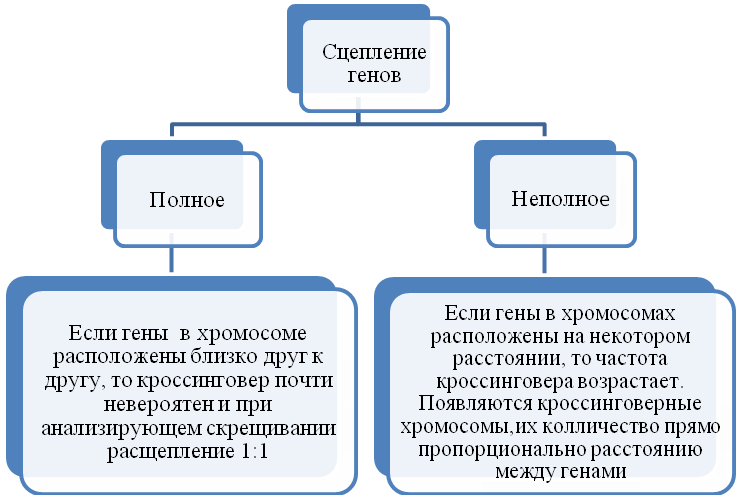 Сцепление
генов
Полное
Неполное
Если гены в хромосоме
расположены близко друг к
другу, то кроссинговер почти
невероятен и при
анализирующем скрещивании
расщепление 1:1
Если гены в хромосомах
расположены на некотором
расстоянии, то частота
кроссинговера возрастает.
Появляются кроссинговерные
хромосомы,их колличество прямо
пропорционально расстоянию
между генами